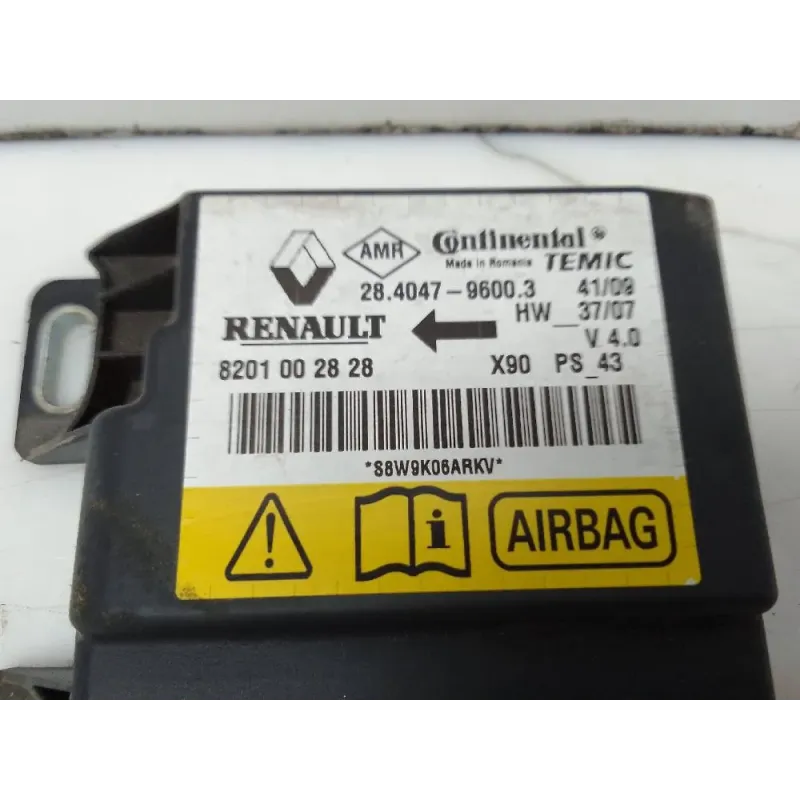 AMR Continental
Made in Romania TEMIC
28.4047-9600.3 41/09
HW_37/07
RENAULT
V 4.0
8201 00 28 28 X90 PS_43
*S8W9K06ARKV*
i AIRBAG